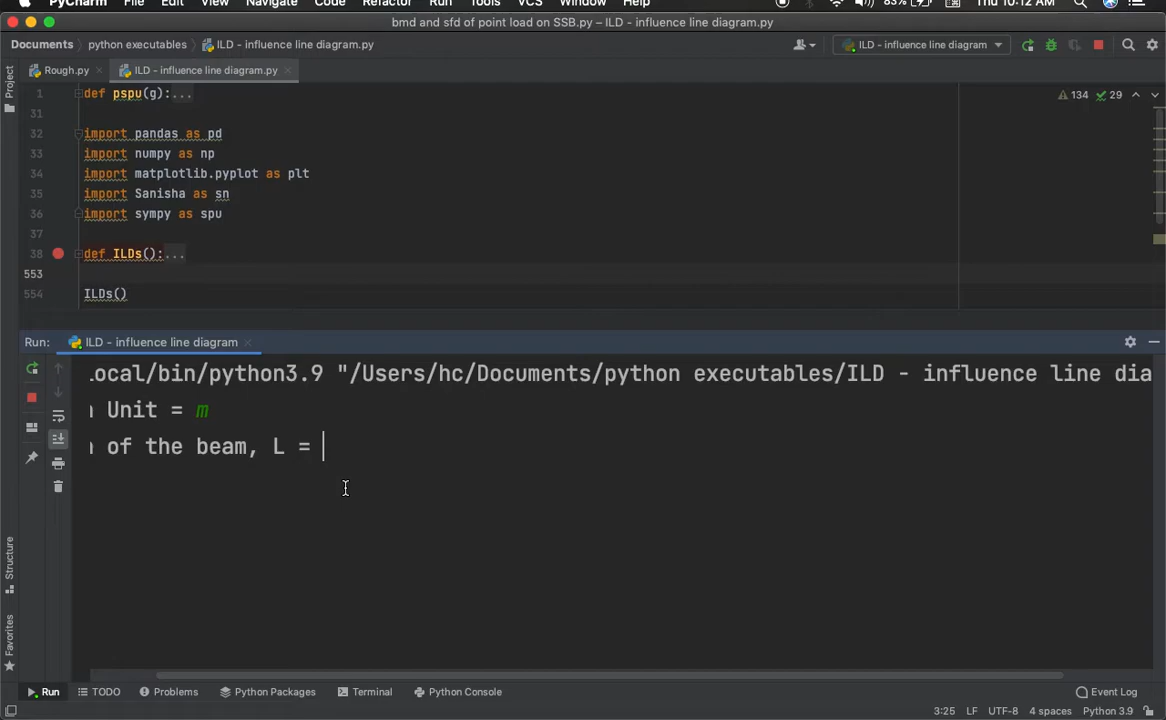 PyCharm File Edit View Navigate Code Refactor Run Tools VCS Window Help 83% Thu 10:12 AM
bmd and sfd of point load on SSB.py – ILD - influence line diagram.py
Documents python executables ILD - influence line diagram.py ILD - influence line diagram
Rough.py ILD - influence line diagram.py
Project
1 def pspu(g):... 134 29
31
32 import pandas as pd
33 import numpy as np
34 import matplotlib.pyplot as plt
35 import Sanisha as sn
36 import sympy as spu
37
38 def ILDs():...
553
554 ILDs()
Run: ILD - influence line diagram
local/bin/python3.9 "/Users/hc/Documents/python executables/ILD - influence line dia
Unit = m
of the beam, L =
Structure
Favorites
Run TODO Problems Python Packages Terminal Python Console Event Log
3:25 LF UTF-8 4 spaces Python 3.9